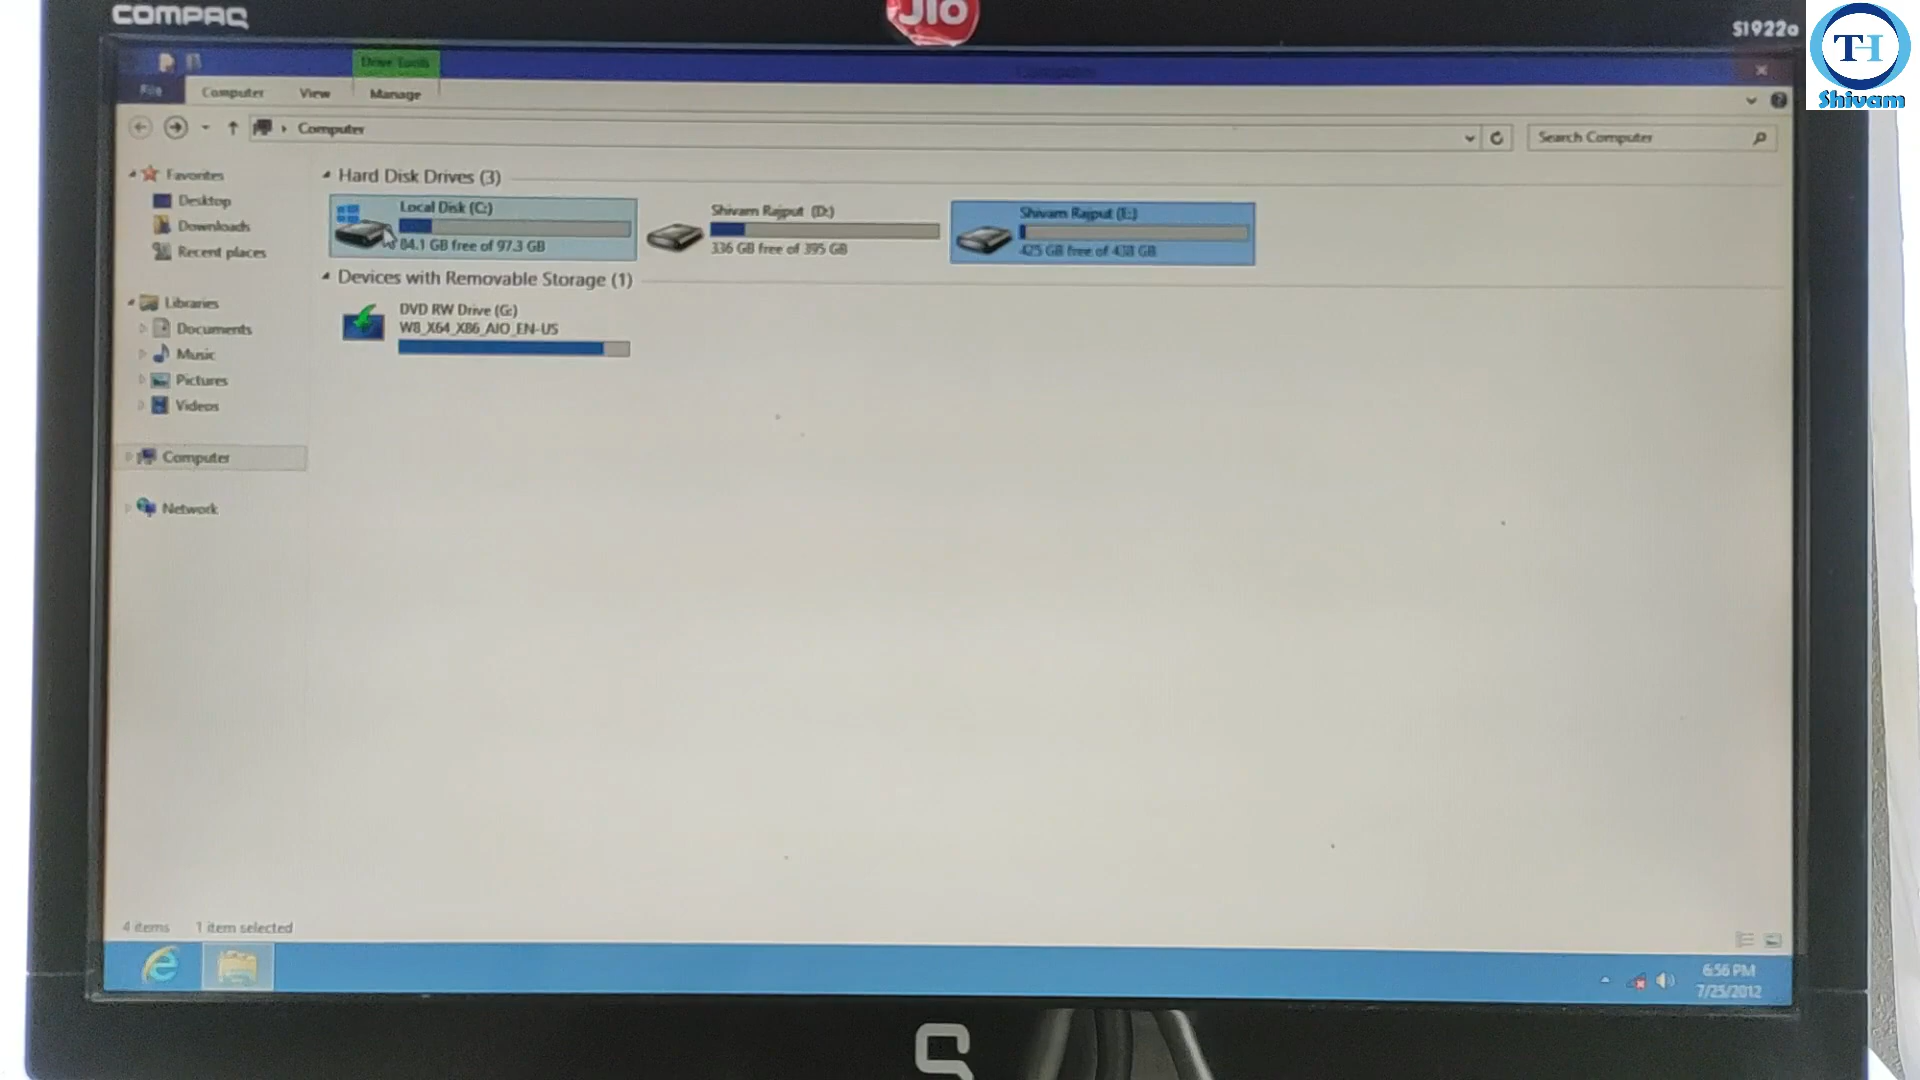 COMPAQ
JIO
S1922a
TH
Shivam
Drive Tools
File
Computer
View
Manage
Computer
Search Computer
Favorites
Desktop
Downloads
Recent places
Libraries
Documents
Music
Pictures
Videos
Computer
Network
Hard Disk Drives (3)
Local Disk (C:)
84.1 GB free of 97.3 GB
Shivam Rajput (D:)
336 GB free of 395 GB
Shivam Rajput (E:)
425 GB free of 438 GB
Devices with Removable Storage (1)
DVD RW Drive (G:)
W8_X64_X86_AIO_EN-US
4 items
1 item selected
6:56 PM
7/25/2012